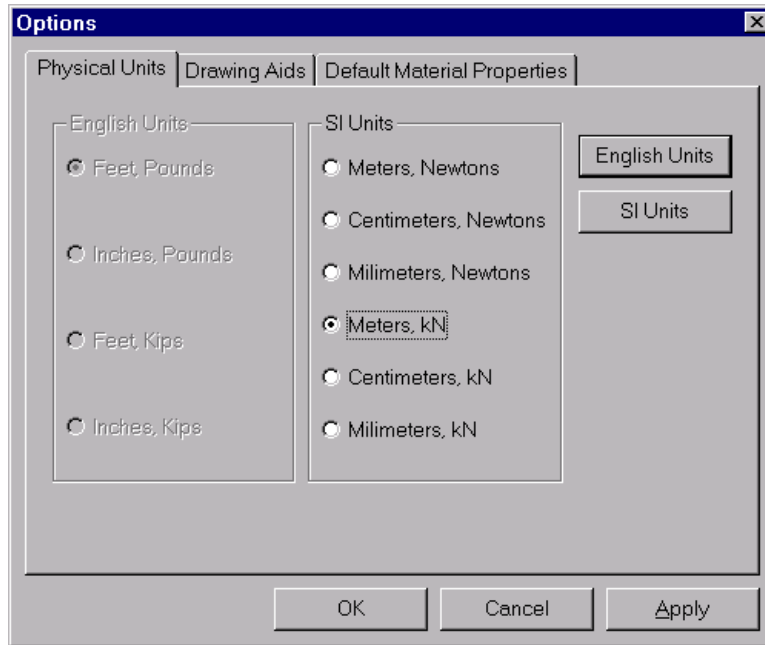 Options
Physical Units
Drawing Aids
Default Material Properties
English Units
Feet, Pounds
Inches, Pounds
Feet, Kips
Inches, Kips
SI Units
Meters, Newtons
Centimeters, Newtons
Milimeters, Newtons
Meters, kN
Centimeters, kN
Milimeters, kN
English Units
SI Units
OK
Cancel
Apply